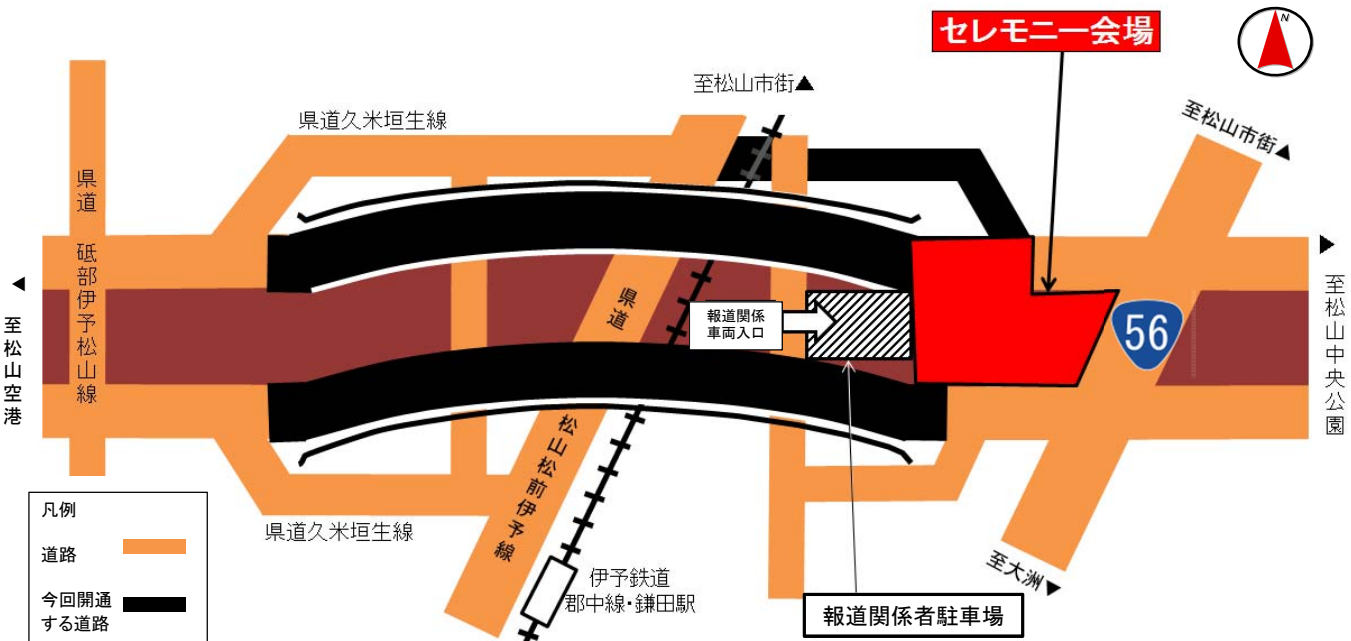 セレモニー会場
N
至松山市街▲
至松山市街▲
県道久米垣生線
県道 砥部伊予松山線
◀至松山空港
▶至松山中央公園
県道
松山松前伊予線
報道関係
車両入口
56
県道久米垣生線
至大洲▼
伊予鉄道
郡中線・鎌田駅
報道関係者駐車場
凡例
道路
今回開通
する道路